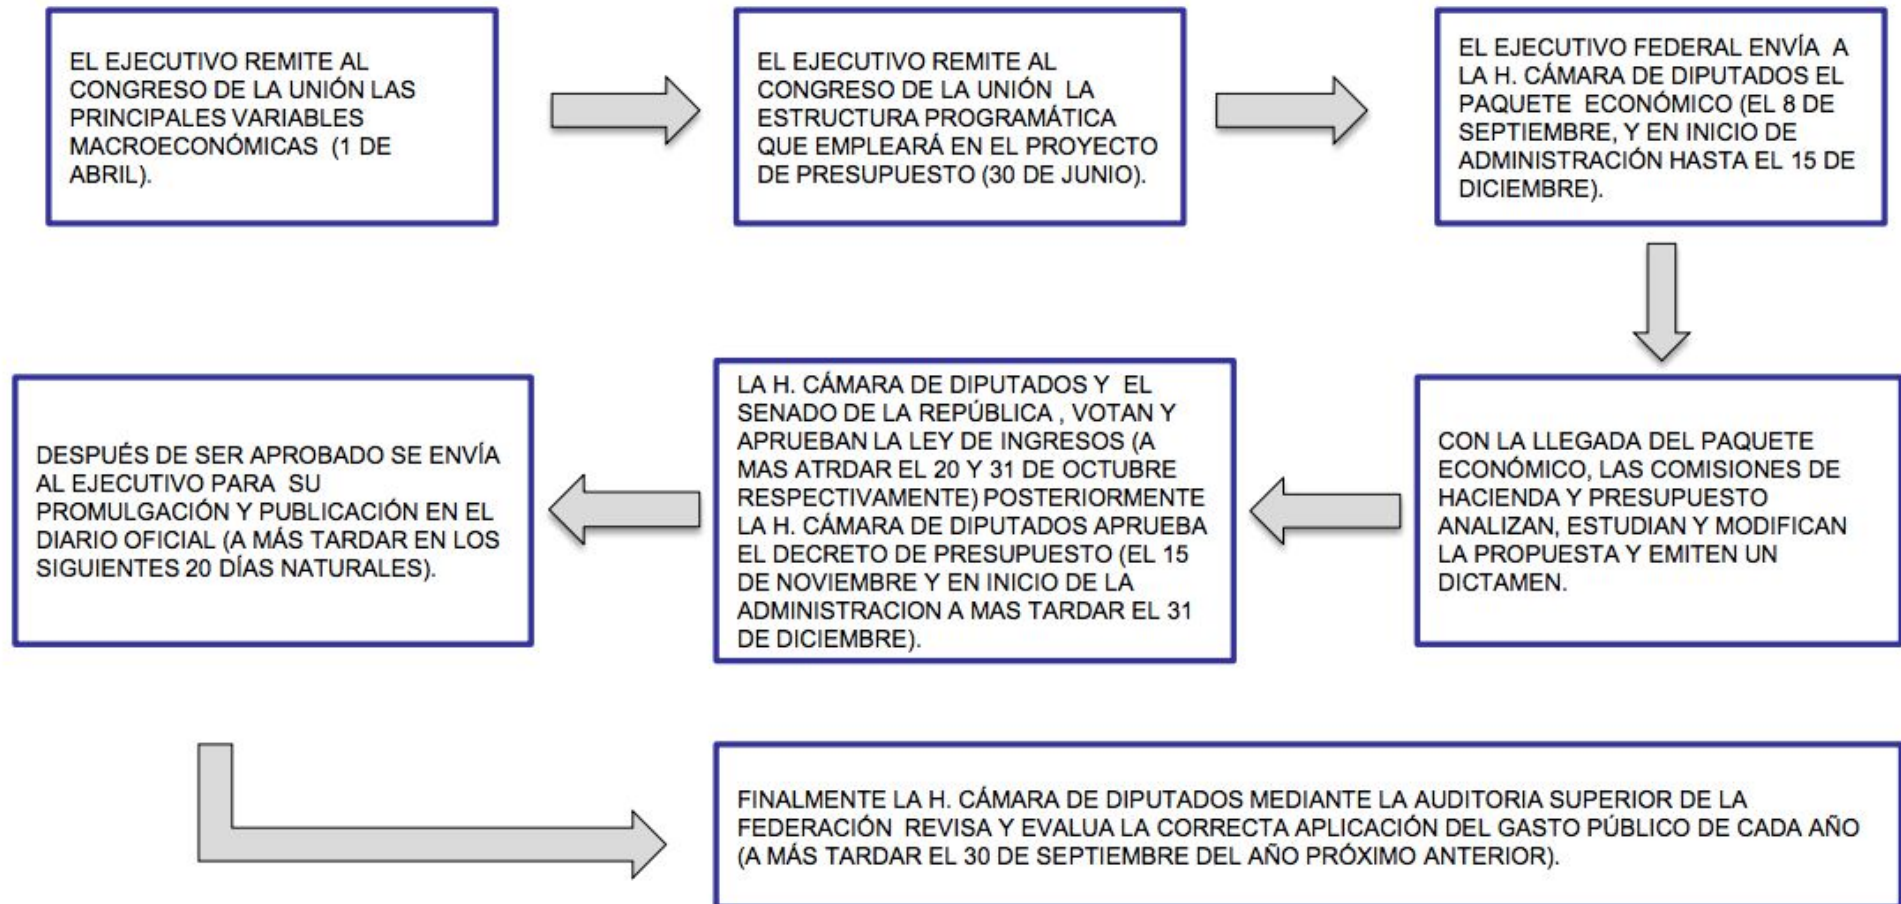 EL EJECUTIVO REMITE AL
CONGRESO DE LA UNIÓN LAS
PRINCIPALES VARIABLES
MACROECONÓMICAS (1 DE
ABRIL).
EL EJECUTIVO REMITE AL
CONGRESO DE LA UNIÓN LA
ESTRUCTURA PROGRAMÁTICA
QUE EMPLEARÁ EN EL PROYECTO
DE PRESUPUESTO (30 DE JUNIO).
EL EJECUTIVO FEDERAL ENVÍA A
LA H. CÁMARA DE DIPUTADOS EL
PAQUETE ECONÓMICO (EL 8 DE
SEPTIEMBRE, Y EN INICIO DE
ADMINISTRACIÓN HASTA EL 15 DE
DICIEMBRE).
CON LA LLEGADA DEL PAQUETE
ECONÓMICO, LAS COMISIONES DE
HACIENDA Y PRESUPUESTO
ANALIZAN, ESTUDIAN Y MODIFICAN
LA PROPUESTA Y EMITEN UN
DICTAMEN.
LA H. CÁMARA DE DIPUTADOS Y EL
SENADO DE LA REPÚBLICA , VOTAN Y
APRUEBAN LA LEY DE INGRESOS (A
MAS ATRDAR EL 20 Y 31 DE OCTUBRE
RESPECTIVAMENTE) POSTERIORMENTE
LA H. CÁMARA DE DIPUTADOS APRUEBA
EL DECRETO DE PRESUPUESTO (EL 15
DE NOVIEMBRE Y EN INICIO DE LA
ADMINISTRACION A MAS TARDAR EL 31
DE DICIEMBRE).
DESPUÉS DE SER APROBADO SE ENVÍA
AL EJECUTIVO PARA SU
PROMULGACIÓN Y PUBLICACIÓN EN EL
DIARIO OFICIAL (A MÁS TARDAR EN LOS
SIGUIENTES 20 DÍAS NATURALES).
FINALMENTE LA H. CÁMARA DE DIPUTADOS MEDIANTE LA AUDITORIA SUPERIOR DE LA
FEDERACIÓN REVISA Y EVALUA LA CORRECTA APLICACIÓN DEL GASTO PÚBLICO DE CADA AÑO
(A MÁS TARDAR EL 30 DE SEPTIEMBRE DEL AÑO PRÓXIMO ANTERIOR).